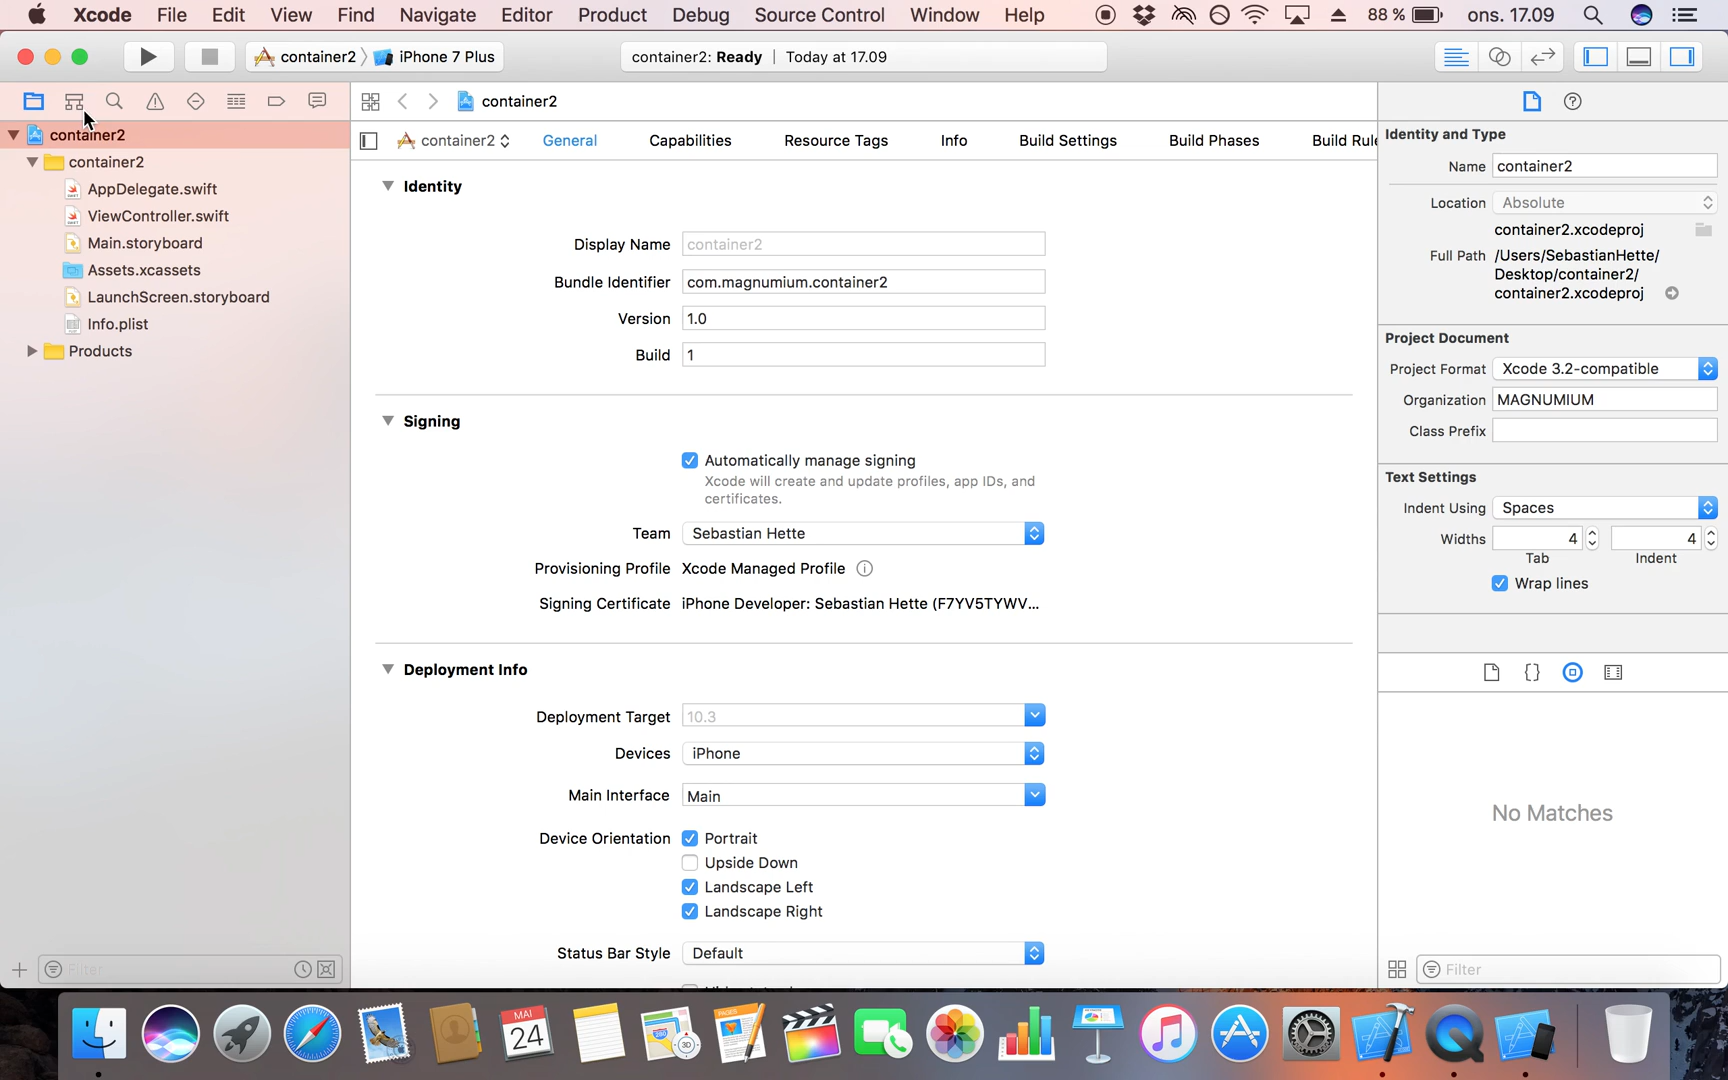 Xcode File Edit View Find Navigate Editor Product Debug Source Control Window Help 88 % ons. 17.09
container2 iPhone 7 Plus container2: Ready | Today at 17.09
container2
container2 General Capabilities Resource Tags Info Build Settings Build Phases Build Rule
container2
container2
AppDelegate.swift
ViewController.swift
Main.storyboard
Assets.xcassets
LaunchScreen.storyboard
Info.plist
Products
Filter
Identity
Display Name container2
Bundle Identifier com.magnumium.container2
Version 1.0
Build 1
Signing
Automatically manage signing
Xcode will create and update profiles, app IDs, and
certificates.
Team Sebastian Hette
Provisioning Profile Xcode Managed Profile
Signing Certificate iPhone Developer: Sebastian Hette (F7YV5TYWV...
Deployment Info
Deployment Target 10.3
Devices iPhone
Main Interface Main
Device Orientation Portrait
Upside Down
Landscape Left
Landscape Right
Status Bar Style Default
Identity and Type
Name container2
Location Absolute
container2.xcodeproj
Full Path /Users/SebastianHette/
Desktop/container2/
container2.xcodeproj
Project Document
Project Format Xcode 3.2-compatible
Organization MAGNUMIUM
Class Prefix
Text Settings
Indent Using Spaces
Widths 4 4
Tab Indent
Wrap lines
No Matches
Filter
MAI
24
PAGES
3D